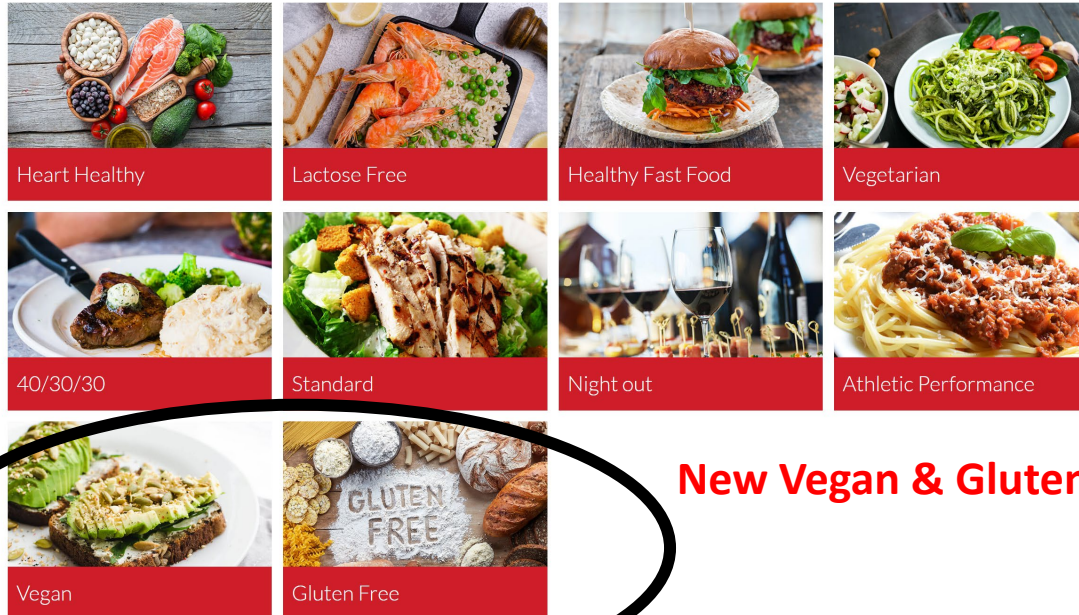 Heart Healthy
Lactose Free
Healthy Fast Food
Vegetarian
40/30/30
Standard
Night out
Athletic Performance
GLUTEN
FREE
New Vegan & Gluten
Vegan
Gluten Free